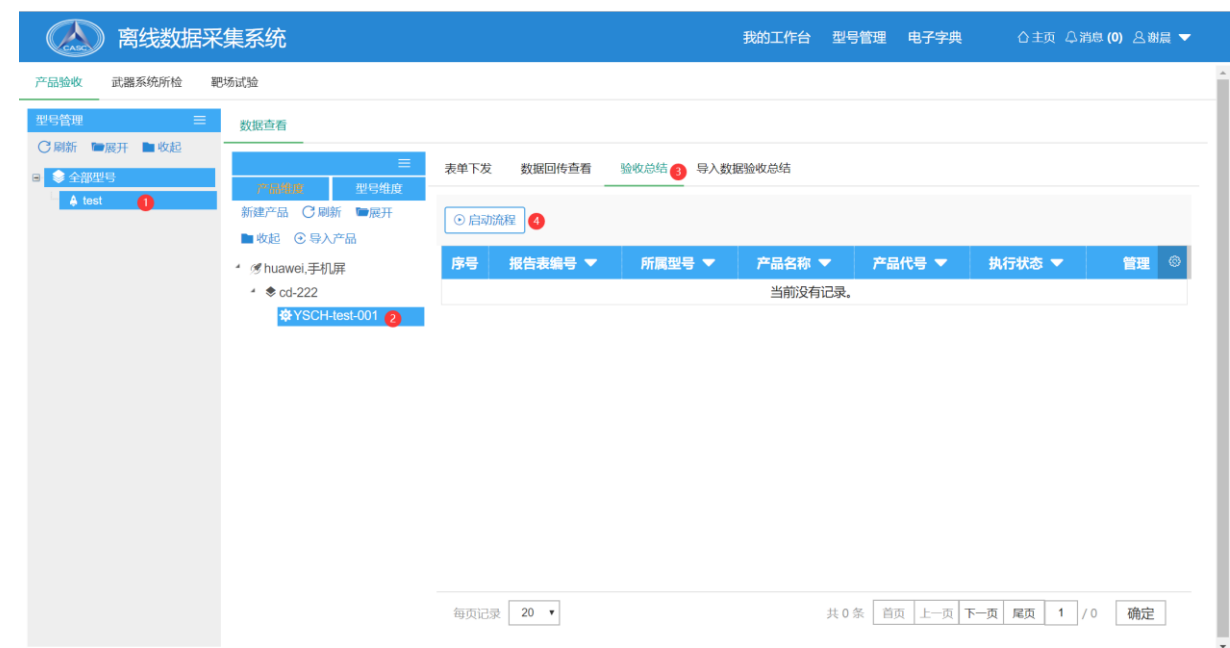 CASC 离线数据采集系统 我的工作台 型号管理 电子字典 主页 消息 (0) 谢晨
产品验收 武器系统所检 靶场试验
型号管理
刷新 展开 收起
全部型号
test 1
数据查看
产品维度 型号维度
新建产品 刷新 展开
收起 导入产品
huawei,手机屏
cd-222
YSCH-test-001 2
表单下发 数据回传查看 验收总结 3 导入数据验收总结
启动流程 4
序号 报告表编号 所属型号 产品名称 产品代号 执行状态 管理
当前没有记录。
每页记录 20 共 0 条 首页 上一页 下一页 尾页 1 / 0 确定